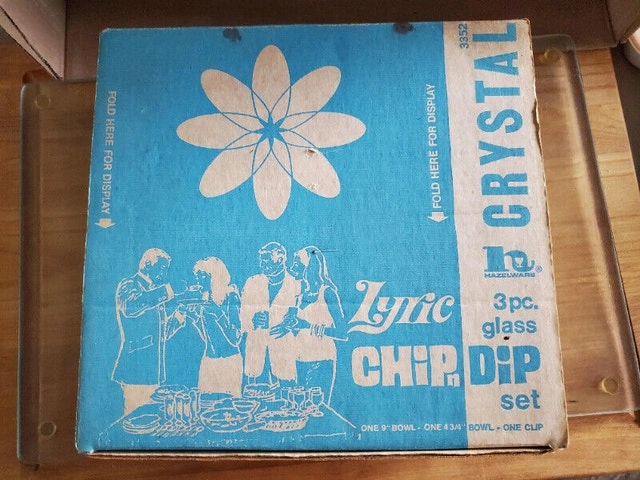 FOLD HERE FOR DISPLAY
FOLD HERE FOR DISPLAY
3352
CRYSTAL
h
HAZELWARE®
Lyric
3pc.
glass
CHiP n DiP
set
ONE 9" BOWL - ONE 4 3/4" BOWL - ONE CLIP